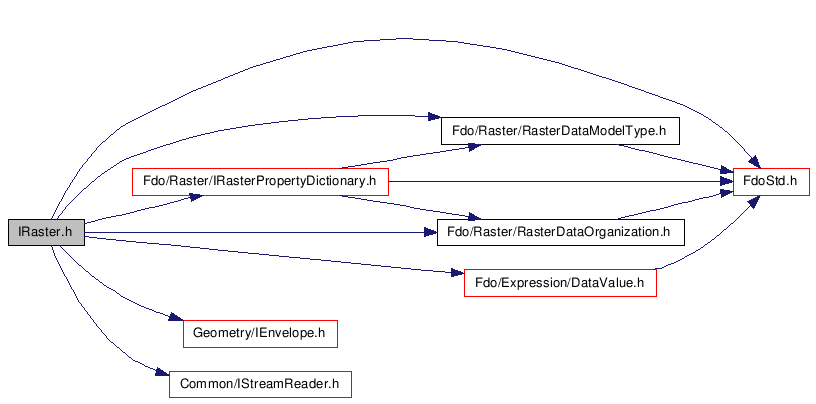 Fdo/Raster/RasterDataModelType.h
Fdo/Raster/IRasterPropertyDictionary.h
FdoStd.h
IRaster.h
Fdo/Raster/RasterDataOrganization.h
Fdo/Expression/DataValue.h
Geometry/IEnvelope.h
Common/IStreamReader.h